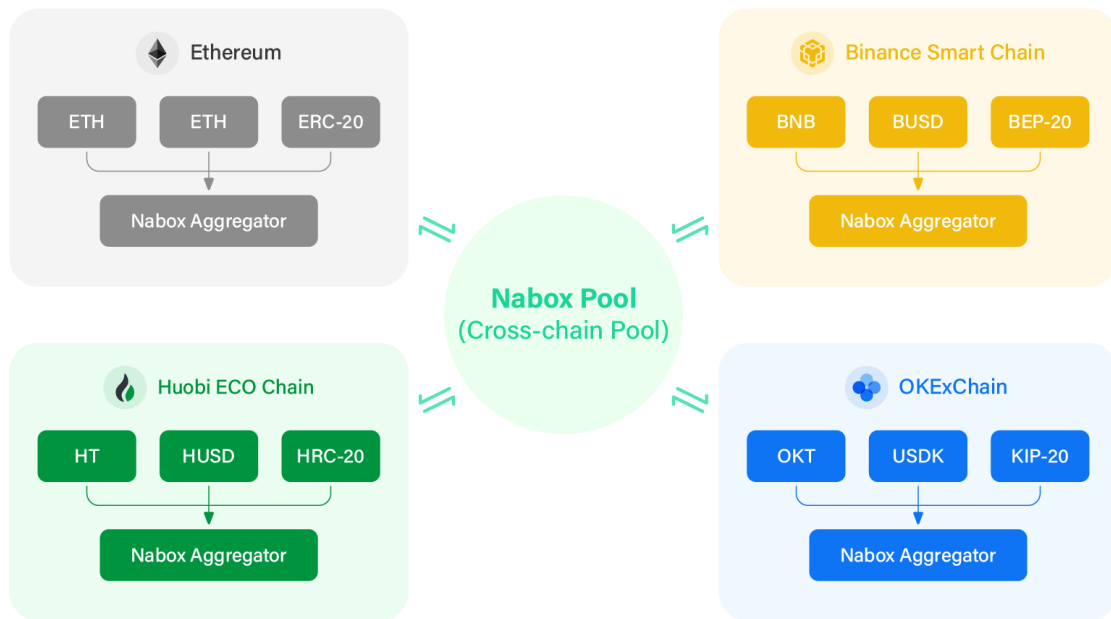 Ethereum
ETH
ETH
ERC-20
Nabox Aggregator
Binance Smart Chain
BNB
BUSD
BEP-20
Nabox Aggregator
Nabox Pool
(Cross-chain Pool)
Huobi ECO Chain
HT
HUSD
HRC-20
Nabox Aggregator
OKExChain
OKT
USDK
KIP-20
Nabox Aggregator